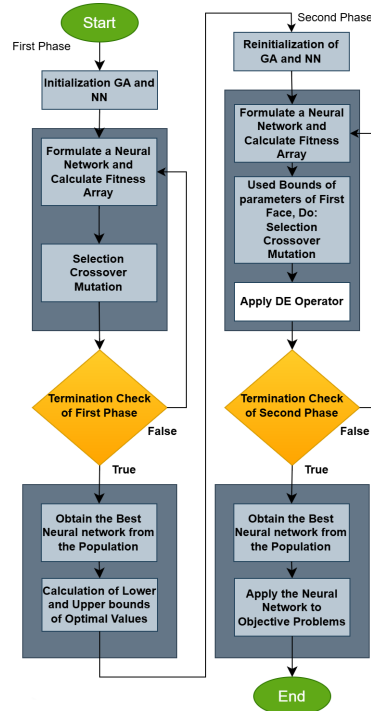 Start
First Phase
Initialization GA and
NN
Formulate a Neural
Network and
Calculate Fitness
Array
Selection
Crossover
Mutation
Termination Check
of First Phase
False
True
Obtain the Best
Neural network from
the Population
Calculation of Lower
and Upper bounds
of Optimal Values
Second Phase
Reinitialization of
GA and NN
Formulate a Neural
Network and
Calculate Fitness
Array
Used Bounds of
parameters of First
Face, Do:
Selection
Crossover
Mutation
Apply DE Operator
Termination Check
of Second Phase
False
True
Obtain the Best
Neural network from
the Population
Apply the Neural
Network to
Objective Problems
End